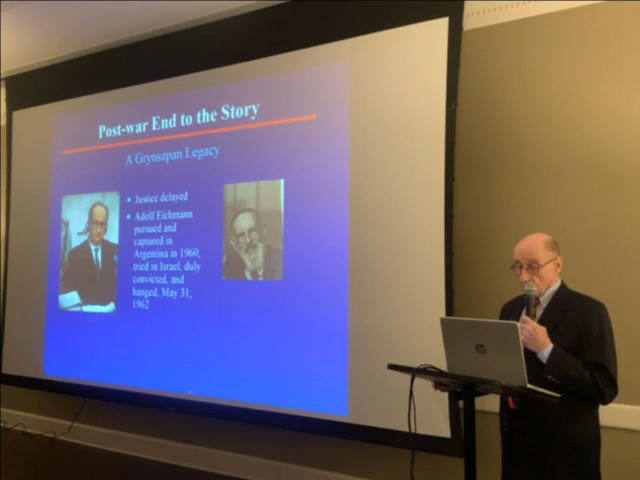 Post-war End to the Story
A Grynszpan Legacy
• Justice delayed
• Adolf Eichmann
pursued and
captured in
Argentina in 1960,
tried in Israel, duly
convicted, and
hanged, May 31,
1962
hp